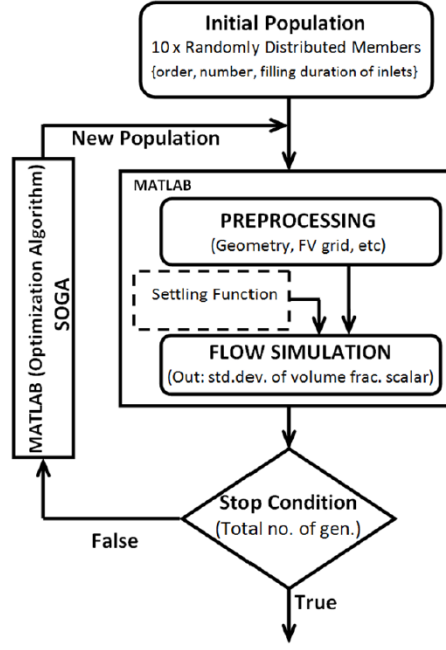 Initial Population
10 x Randomly Distributed Members
{order, number, filling duration of inlets}
New Population
MATLAB
PREPROCESSING
(Geometry, FV grid, etc)
Settling Function
FLOW SIMULATION
(Out: std.dev. of volume frac. scalar)
MATLAB (Optimization Algorithm)
SOGA
Stop Condition
(Total no. of gen.)
False
True